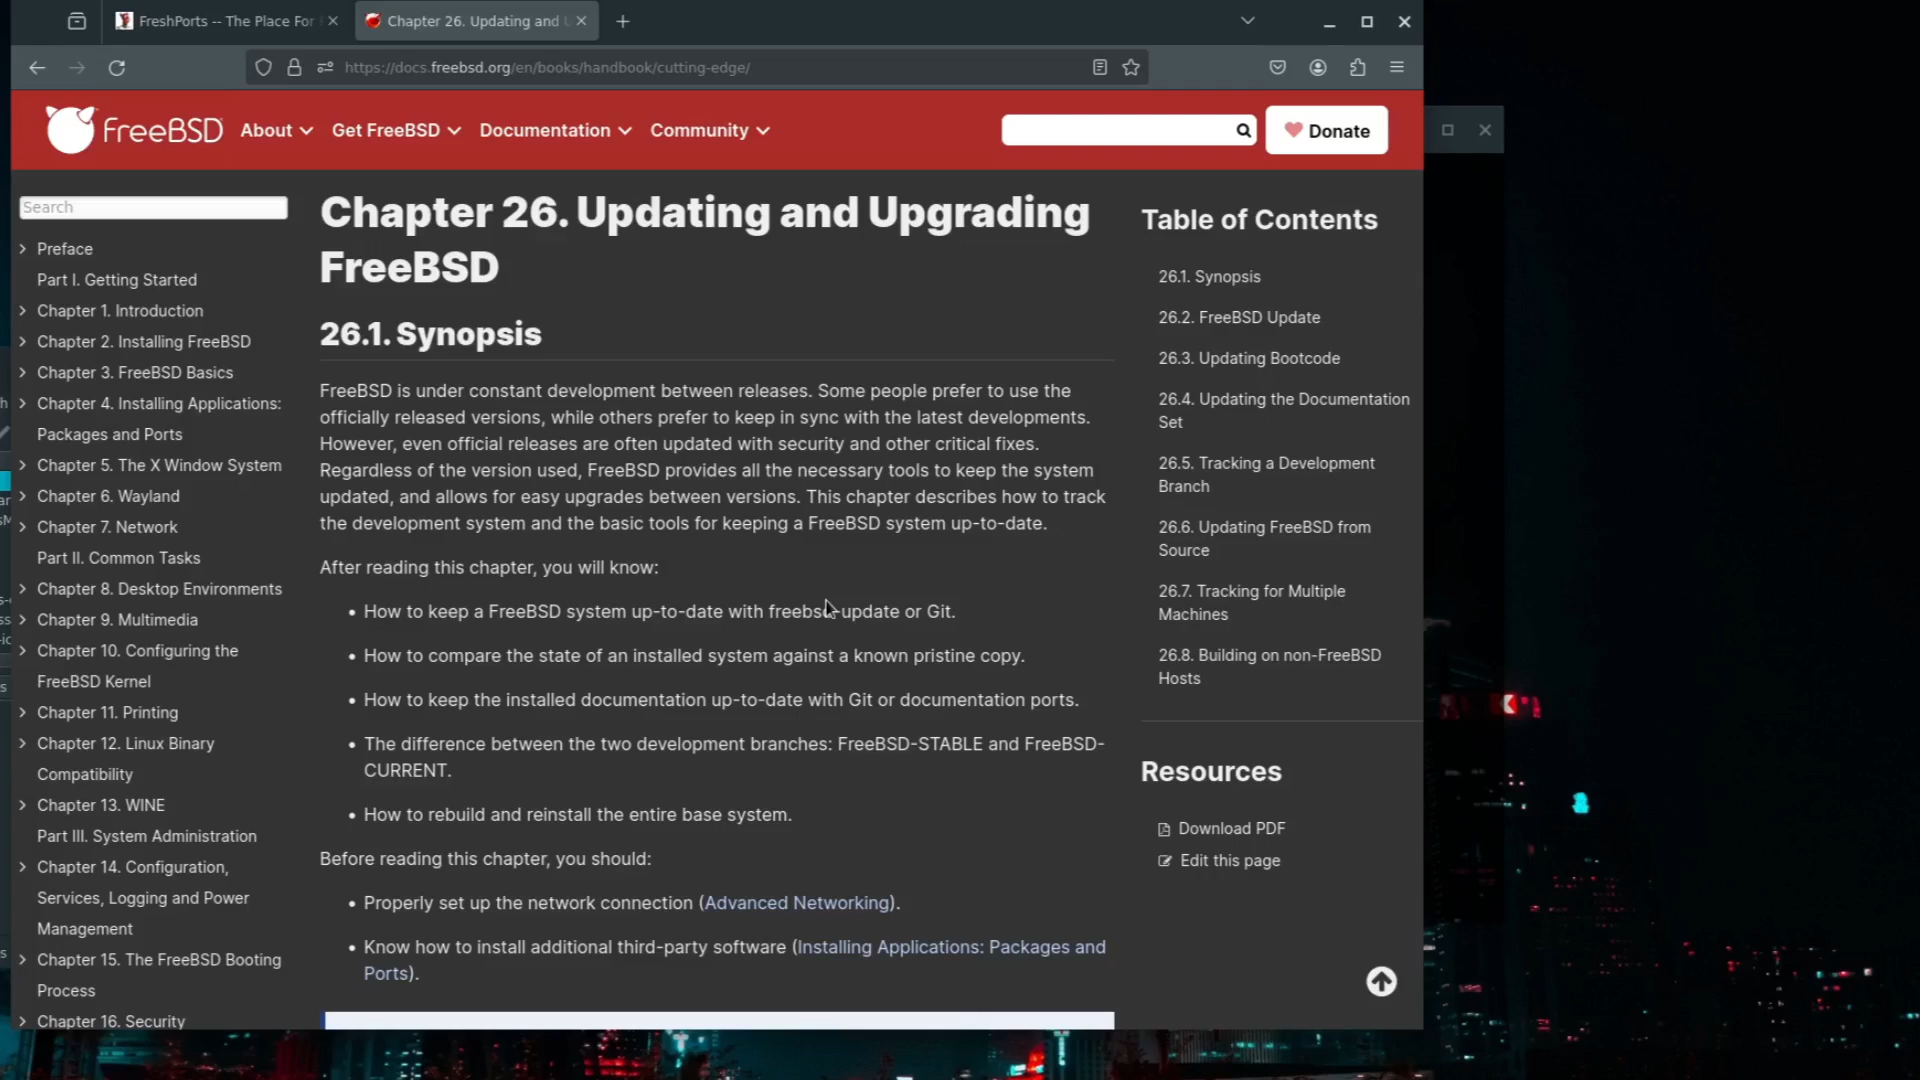 FreshPorts -- The Place For
Chapter 26. Updating and U
https://docs.freebsd.org/en/books/handbook/cutting-edge/
FreeBSD
About
Get FreeBSD
Documentation
Community
Donate
Search
Preface
Part I. Getting Started
Chapter 1. Introduction
Chapter 2. Installing FreeBSD
Chapter 3. FreeBSD Basics
Chapter 4. Installing Applications:
Packages and Ports
Chapter 5. The X Window System
Chapter 6. Wayland
Chapter 7. Network
Part II. Common Tasks
Chapter 8. Desktop Environments
Chapter 9. Multimedia
Chapter 10. Configuring the
FreeBSD Kernel
Chapter 11. Printing
Chapter 12. Linux Binary
Compatibility
Chapter 13. WINE
Part III. System Administration
Chapter 14. Configuration,
Services, Logging and Power
Management
Chapter 15. The FreeBSD Booting
Process
Chapter 16. Security
Chapter 26. Updating and Upgrading
FreeBSD
26.1. Synopsis
FreeBSD is under constant development between releases. Some people prefer to use the
officially released versions, while others prefer to keep in sync with the latest developments.
However, even official releases are often updated with security and other critical fixes.
Regardless of the version used, FreeBSD provides all the necessary tools to keep the system
updated, and allows for easy upgrades between versions. This chapter describes how to track
the development system and the basic tools for keeping a FreeBSD system up-to-date.
After reading this chapter, you will know:
• How to keep a FreeBSD system up-to-date with freebsd-update or Git.
• How to compare the state of an installed system against a known pristine copy.
• How to keep the installed documentation up-to-date with Git or documentation ports.
• The difference between the two development branches: FreeBSD-STABLE and FreeBSD-
CURRENT.
• How to rebuild and reinstall the entire base system.
Before reading this chapter, you should:
• Properly set up the network connection (Advanced Networking).
• Know how to install additional third-party software (Installing Applications: Packages and
Ports).
Table of Contents
26.1. Synopsis
26.2. FreeBSD Update
26.3. Updating Bootcode
26.4. Updating the Documentation
Set
26.5. Tracking a Development
Branch
26.6. Updating FreeBSD from
Source
26.7. Tracking for Multiple
Machines
26.8. Building on non-FreeBSD
Hosts
Resources
Download PDF
Edit this page